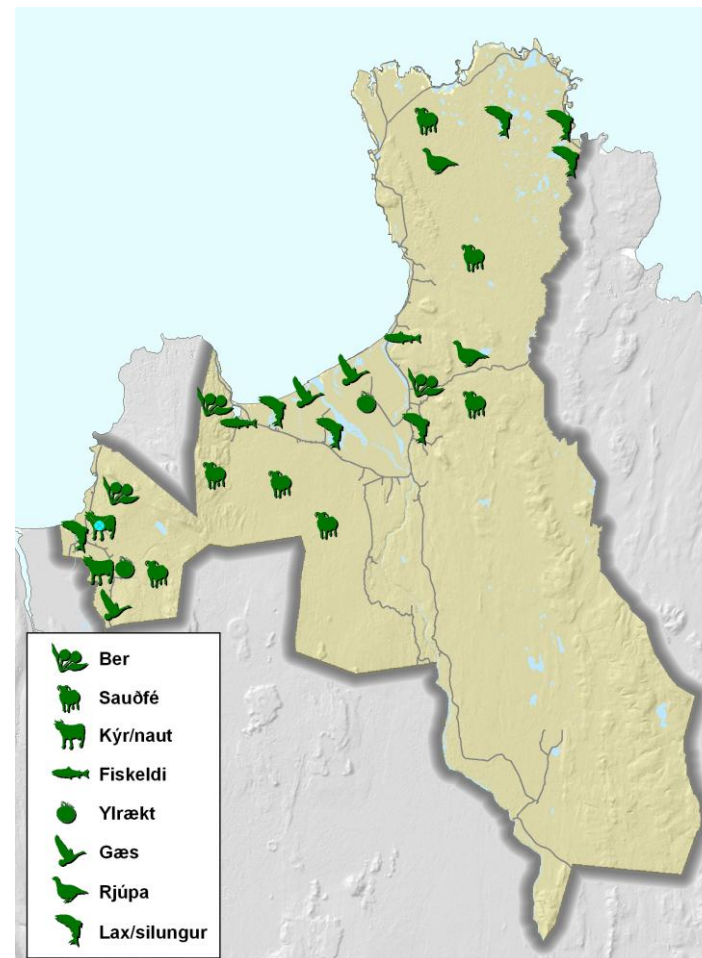 Ber
Sauðfé
Kýr/naut
Fiskeldi
Ylrækt
Gæs
Rjúpa
Lax/silungur